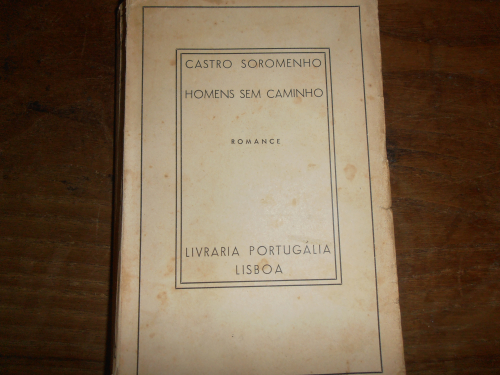 CASTRO SOROMENHO
HOMENS SEM CAMINHO
ROMANCE
LIVRARIA PORTUGÁLIA
LISBOA